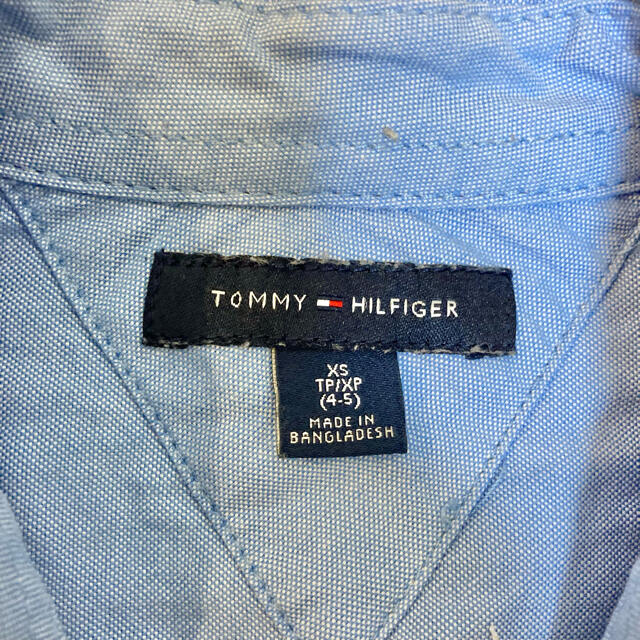 TOMMY HILFIGER
XS
TP/XP
(4-5)
MADE IN
BANGLADESH